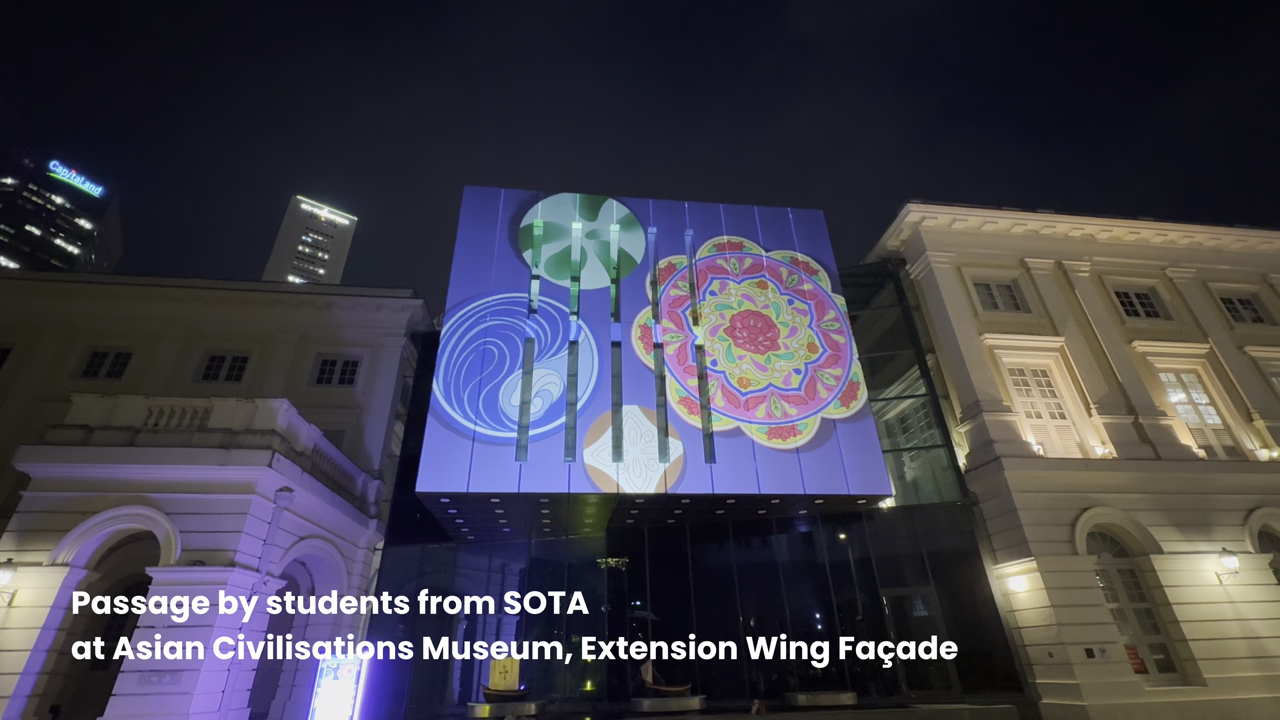 CapitaLand
Passage by students from SOTA
at Asian Civilisations Museum, Extension Wing Façade